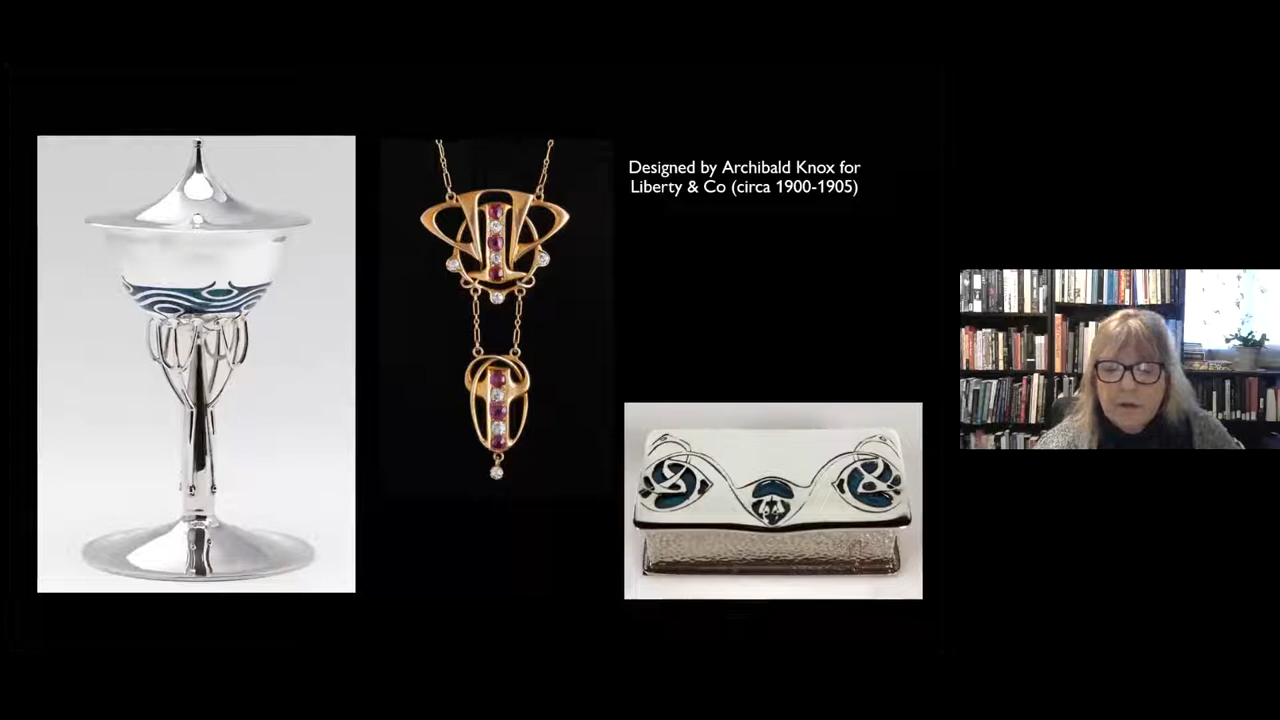 Designed by Archibald Knox for
Liberty & Co (circa 1900-1905)